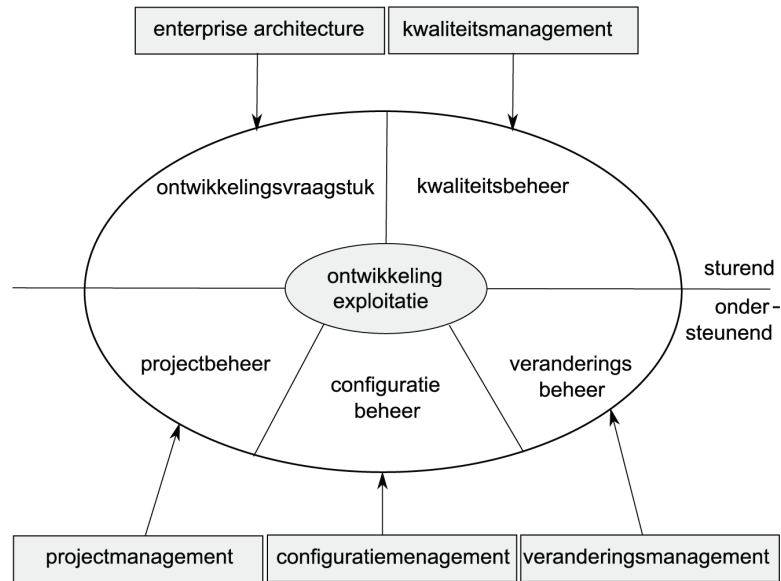 enterprise architecture
kwaliteitsmanagement
ontwikkelingsvraagstuk
kwaliteitsbeheer
ontwikkeling
exploitatie
sturend
onder-
steunend
projectbeheer
configuratie
beheer
veranderings
beheer
projectmanagement
configuratiemenagement
veranderingsmanagement